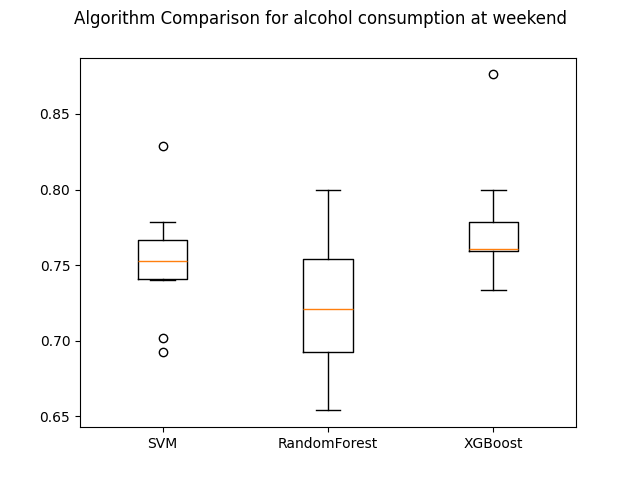 Algorithm Comparison for alcohol consumption at weekend
0.85
0.80
0.75
0.70
0.65
SVM RandomForest XGBoost